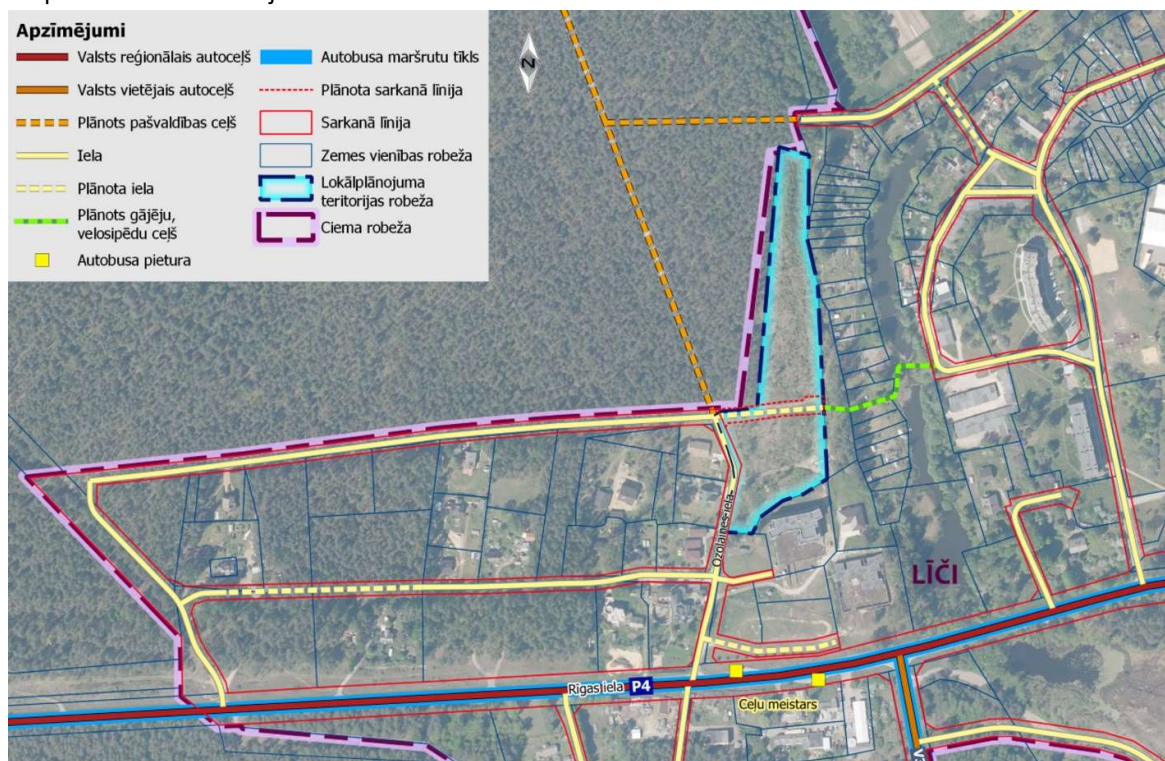 Apzīmējumi
Valsts reģionālais autoceļš
Valsts vietējais autoceļš
Plānots pašvaldības ceļš
Iela
Plānota iela
Plānots gājēju,
velosipēdu ceļš
Autobusa pietura
Autobusa maršrutu tīkls
Plānota sarkanā līnija
Sarkanā līnija
Zemes vienības robeža
Lokālplānojuma
teritorijas robeža
Ciema robeža
Z
Ozolaines iela
LĪČI
Rīgas iela P4
Ceļu meistars